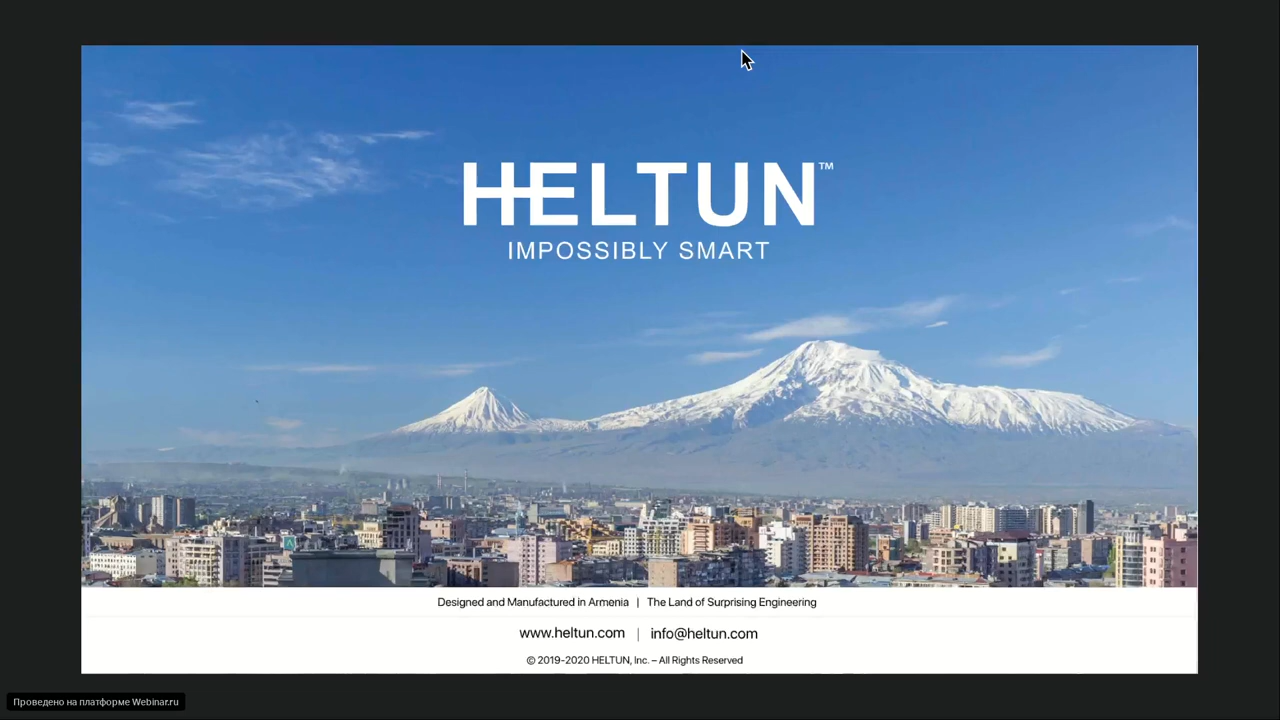 HELTUN™
IMPOSSIBLY SMART
Designed and Manufactured in Armenia | The Land of Surprising Engineering
www.heltun.com | info@heltun.com
© 2019-2020 HELTUN, Inc. – All Rights Reserved
Проведено на платформе Webinar.ru